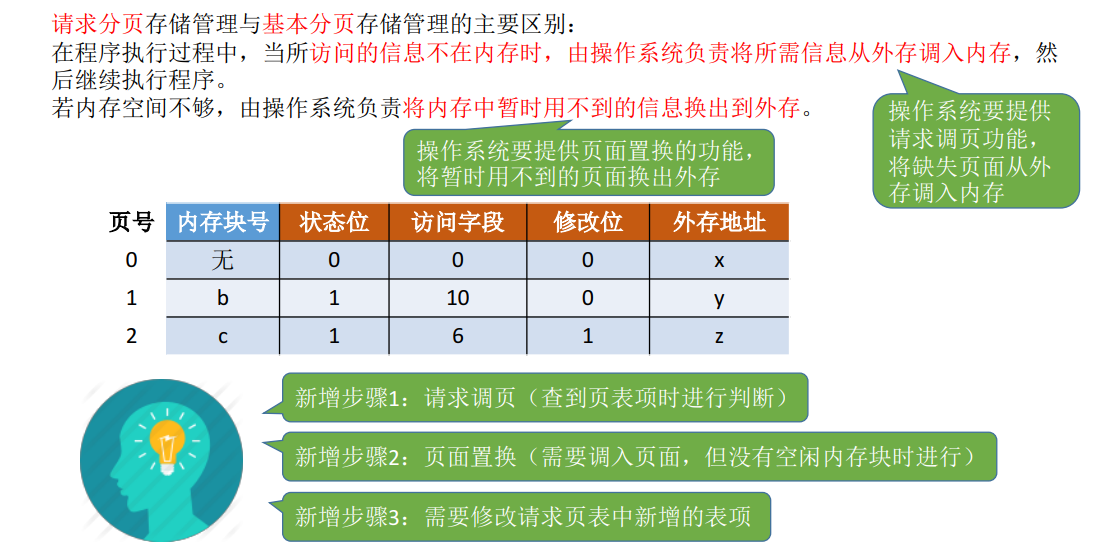 请求分页存储管理与基本分页存储管理的主要区别：
在程序执行过程中，当所访问的信息不在内存时，由操作系统负责将所需信息从外存调入内存，然
后继续执行程序。
若内存空间不够，由操作系统负责将内存中暂时用不到的信息换出到外存。
操作系统要提供
请求调页功能，
将缺失页面从外
存调入内存
操作系统要提供页面置换的功能，
将暂时用不到的页面换出外存
页号 内存块号 状态位 访问字段 修改位 外存地址
0 无 0 0 0 x
1 b 1 10 0 y
2 c 1 6 1 z
新增步骤1：请求调页（查到页表项时进行判断）
新增步骤2：页面置换（需要调入页面，但没有空闲内存块时进行）
新增步骤3：需要修改请求页表中新增的表项